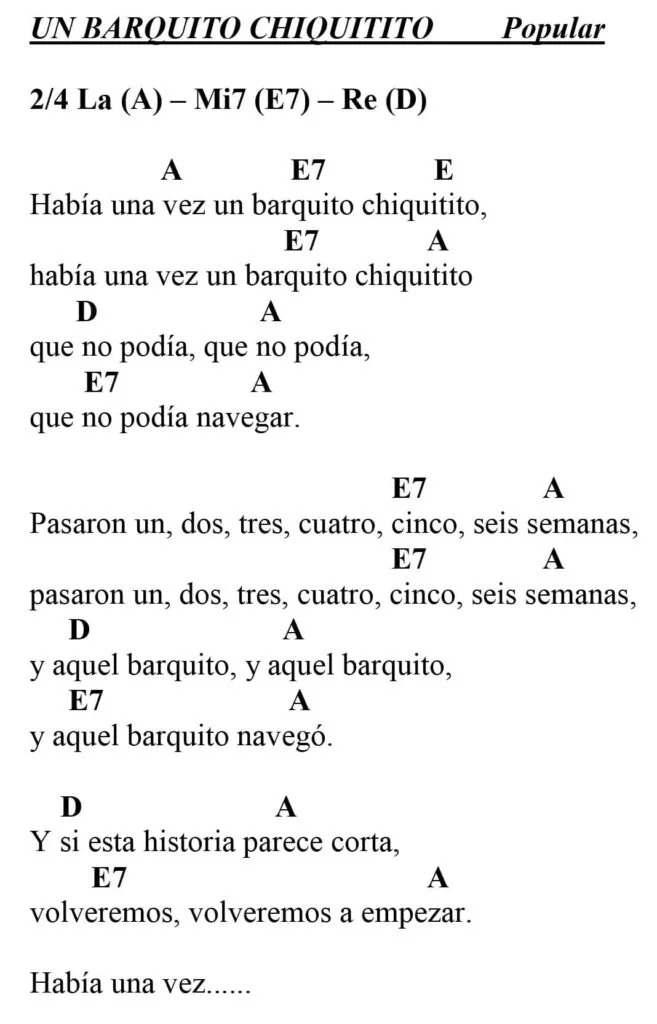 UN BARQUITO CHIQUITITO Popular
2/4 La (A) – Mi7 (E7) – Re (D)
A E7 E
Había una vez un barquito chiquitito,
E7 A
había una vez un barquito chiquitito
D A
que no podía, que no podía,
E7 A
que no podía navegar.
E7 A
Pasaron un, dos, tres, cuatro, cinco, seis semanas,
E7 A
pasaron un, dos, tres, cuatro, cinco, seis semanas,
D A
y aquel barquito, y aquel barquito,
E7 A
y aquel barquito navegó.
D A
Y si esta historia parece corta,
E7 A
volveremos, volveremos a empezar.
Había una vez......